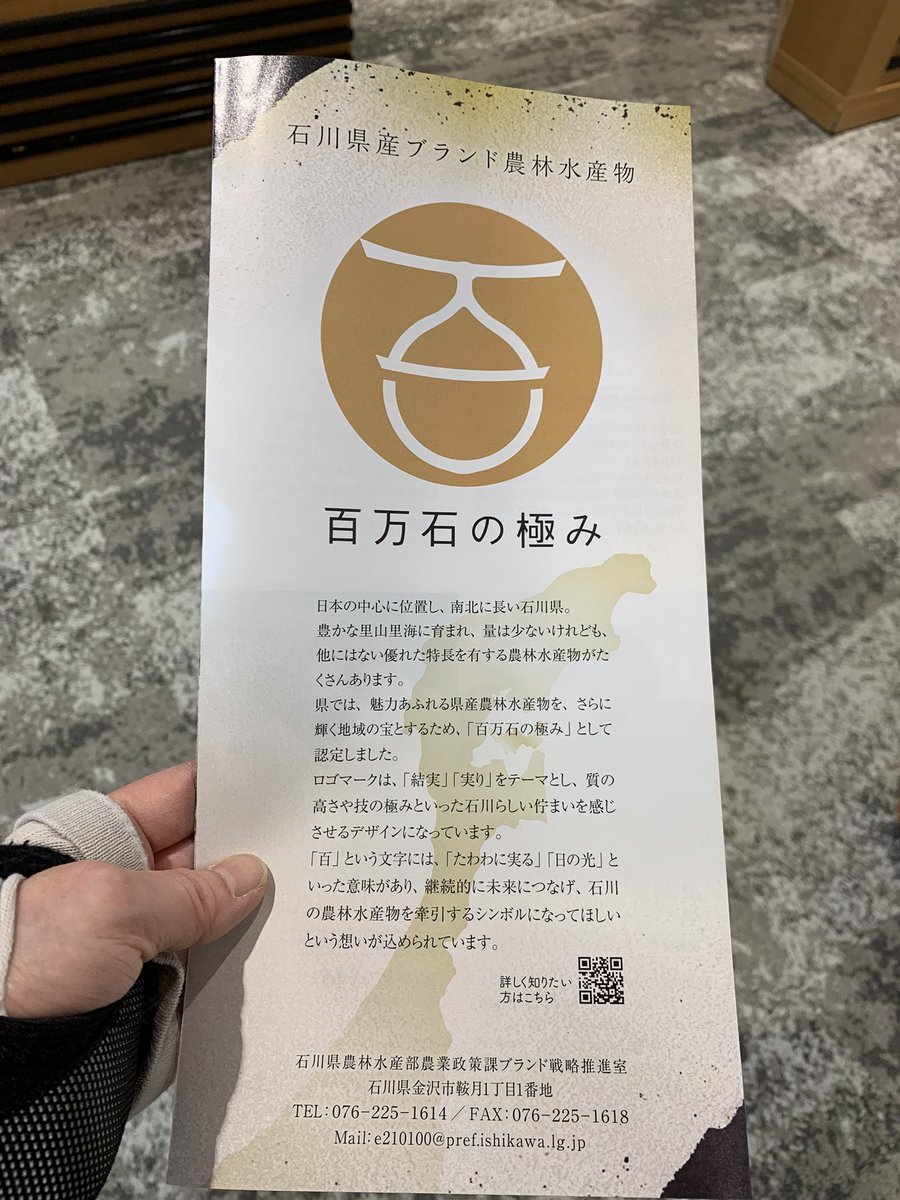 石川県産ブランド農林水産物
百万石の極み
日本の中心に位置し、南北に長い石川県。
豊かな里山里海に育まれ、量は少ないけれども、
他にはない優れた特長を有する農林水産物がた
くさんあります。
県では、魅力あふれる県産農林水産物を、さらに
輝く地域の宝とするため、「百万石の極み」として
認定しました。
ロゴマークは、「結実」「実り」をテーマとし、質の
高さや技の極みといった石川らしい佇まいを感じ
させるデザインになっています。
「百」という文字には、「たわわに実る」「日の光」と
いった意味があり、継続的に未来につなげ、石川
の農林水産物を牽引するシンボルになってほしい
という想いが込められています。
詳しく知りたい
方はこちら
石川県農林水産部農業政策課ブランド戦略推進室
石川県金沢市鞍月1丁目1番地
TEL:076-225-1614／FAX:076-225-1618
Mail:e210100@pref.ishikawa.lg.jp